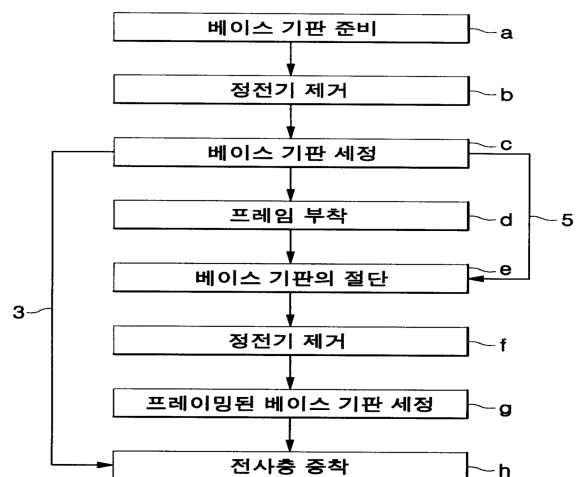 베이스 기판 준비 a
정전기 제거 b
베이스 기판 세정 c
프레임 부착 d
5
베이스 기판의 절단 e
3
정전기 제거 f
프레이밍된 베이스 기판 세정 g
전사층 증착 h